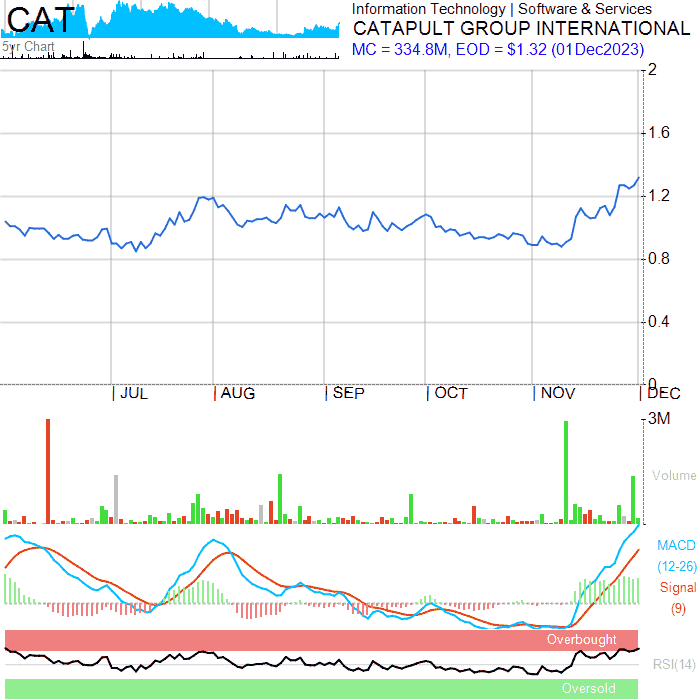 CAT
Information Technology | Software & Services
5yr Chart
CATAPULT GROUP INTERNATIONAL
MC = 334.8M, EOD = $1.32 (01Dec2023)
2
1.6
1.2
0.8
0.4
0
| JUL
| AUG
| SEP
| OCT
| NOV
| DEC
3M
Volume
MACD
(12-26)
Signal
(9)
Overbought
RSI(14)
Oversold